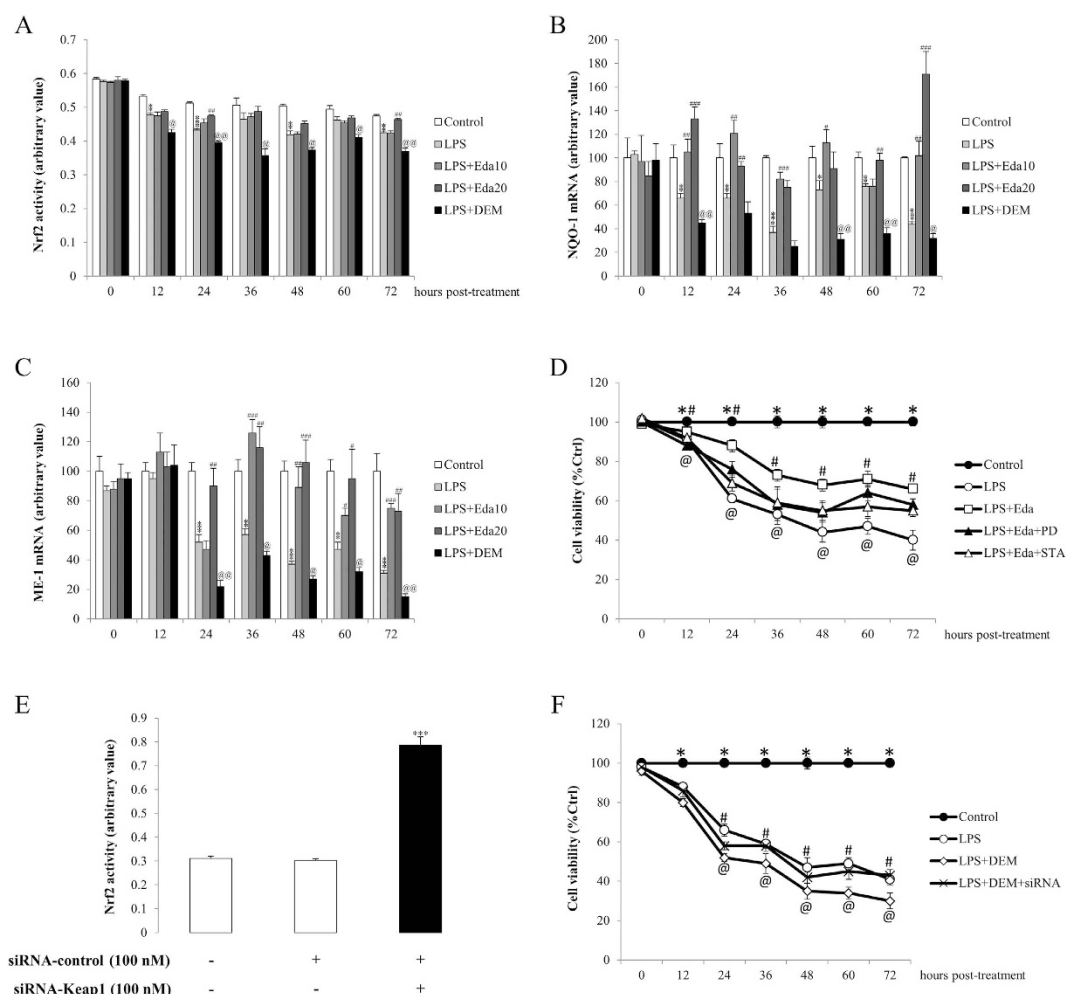 A
Nrf2 activity (arbitrary value)
0.7
0.6
0.5
0.4
0.3
0.2
0.1
0
0 12 24 36 48 60 72 hours post-treatment
Control
LPS
LPS+Eda10
LPS+Eda20
LPS+DEM
B
NQO-1 mRNA (arbitrary value)
200
180
160
140
120
100
80
60
40
20
0
0 12 24 36 48 60 72
hours post-treatment
Control
LPS
LPS+Eda10
LPS+Eda20
LPS+DEM
C
ME-1 mRNA (arbitrary value)
160
140
120
100
80
60
40
20
0
0 12 24 36 48 60 72
hours post-treatment
Control
LPS
LPS+Eda10
LPS+Eda20
LPS+DEM
D
Cell viability (%Ctrl)
120
100
80
60
40
20
0
*# *# * * * * *
# # # #
@ @ @ @ @ @
0 12 24 36 48 60 72 hours post-treatment
Control
LPS
LPS+Eda
LPS+Eda+PD
LPS+Eda+STA
E
Nrf2 activity (arbitrary value)
0.9
0.8
0.7
0.6
0.5
0.4
0.3
0.2
0.1
0
***
siRNA-control (100 nM) - + +
siRNA-Keap1 (100 nM) - - +
F
Cell viability (%Ctrl)
120
100
80
60
40
20
0
* * * * * *
# # # # #
@ @ @ @ @
0 12 24 36 48 60 72 hours post-treatment
Control
LPS
LPS+DEM
LPS+DEM+siRNA